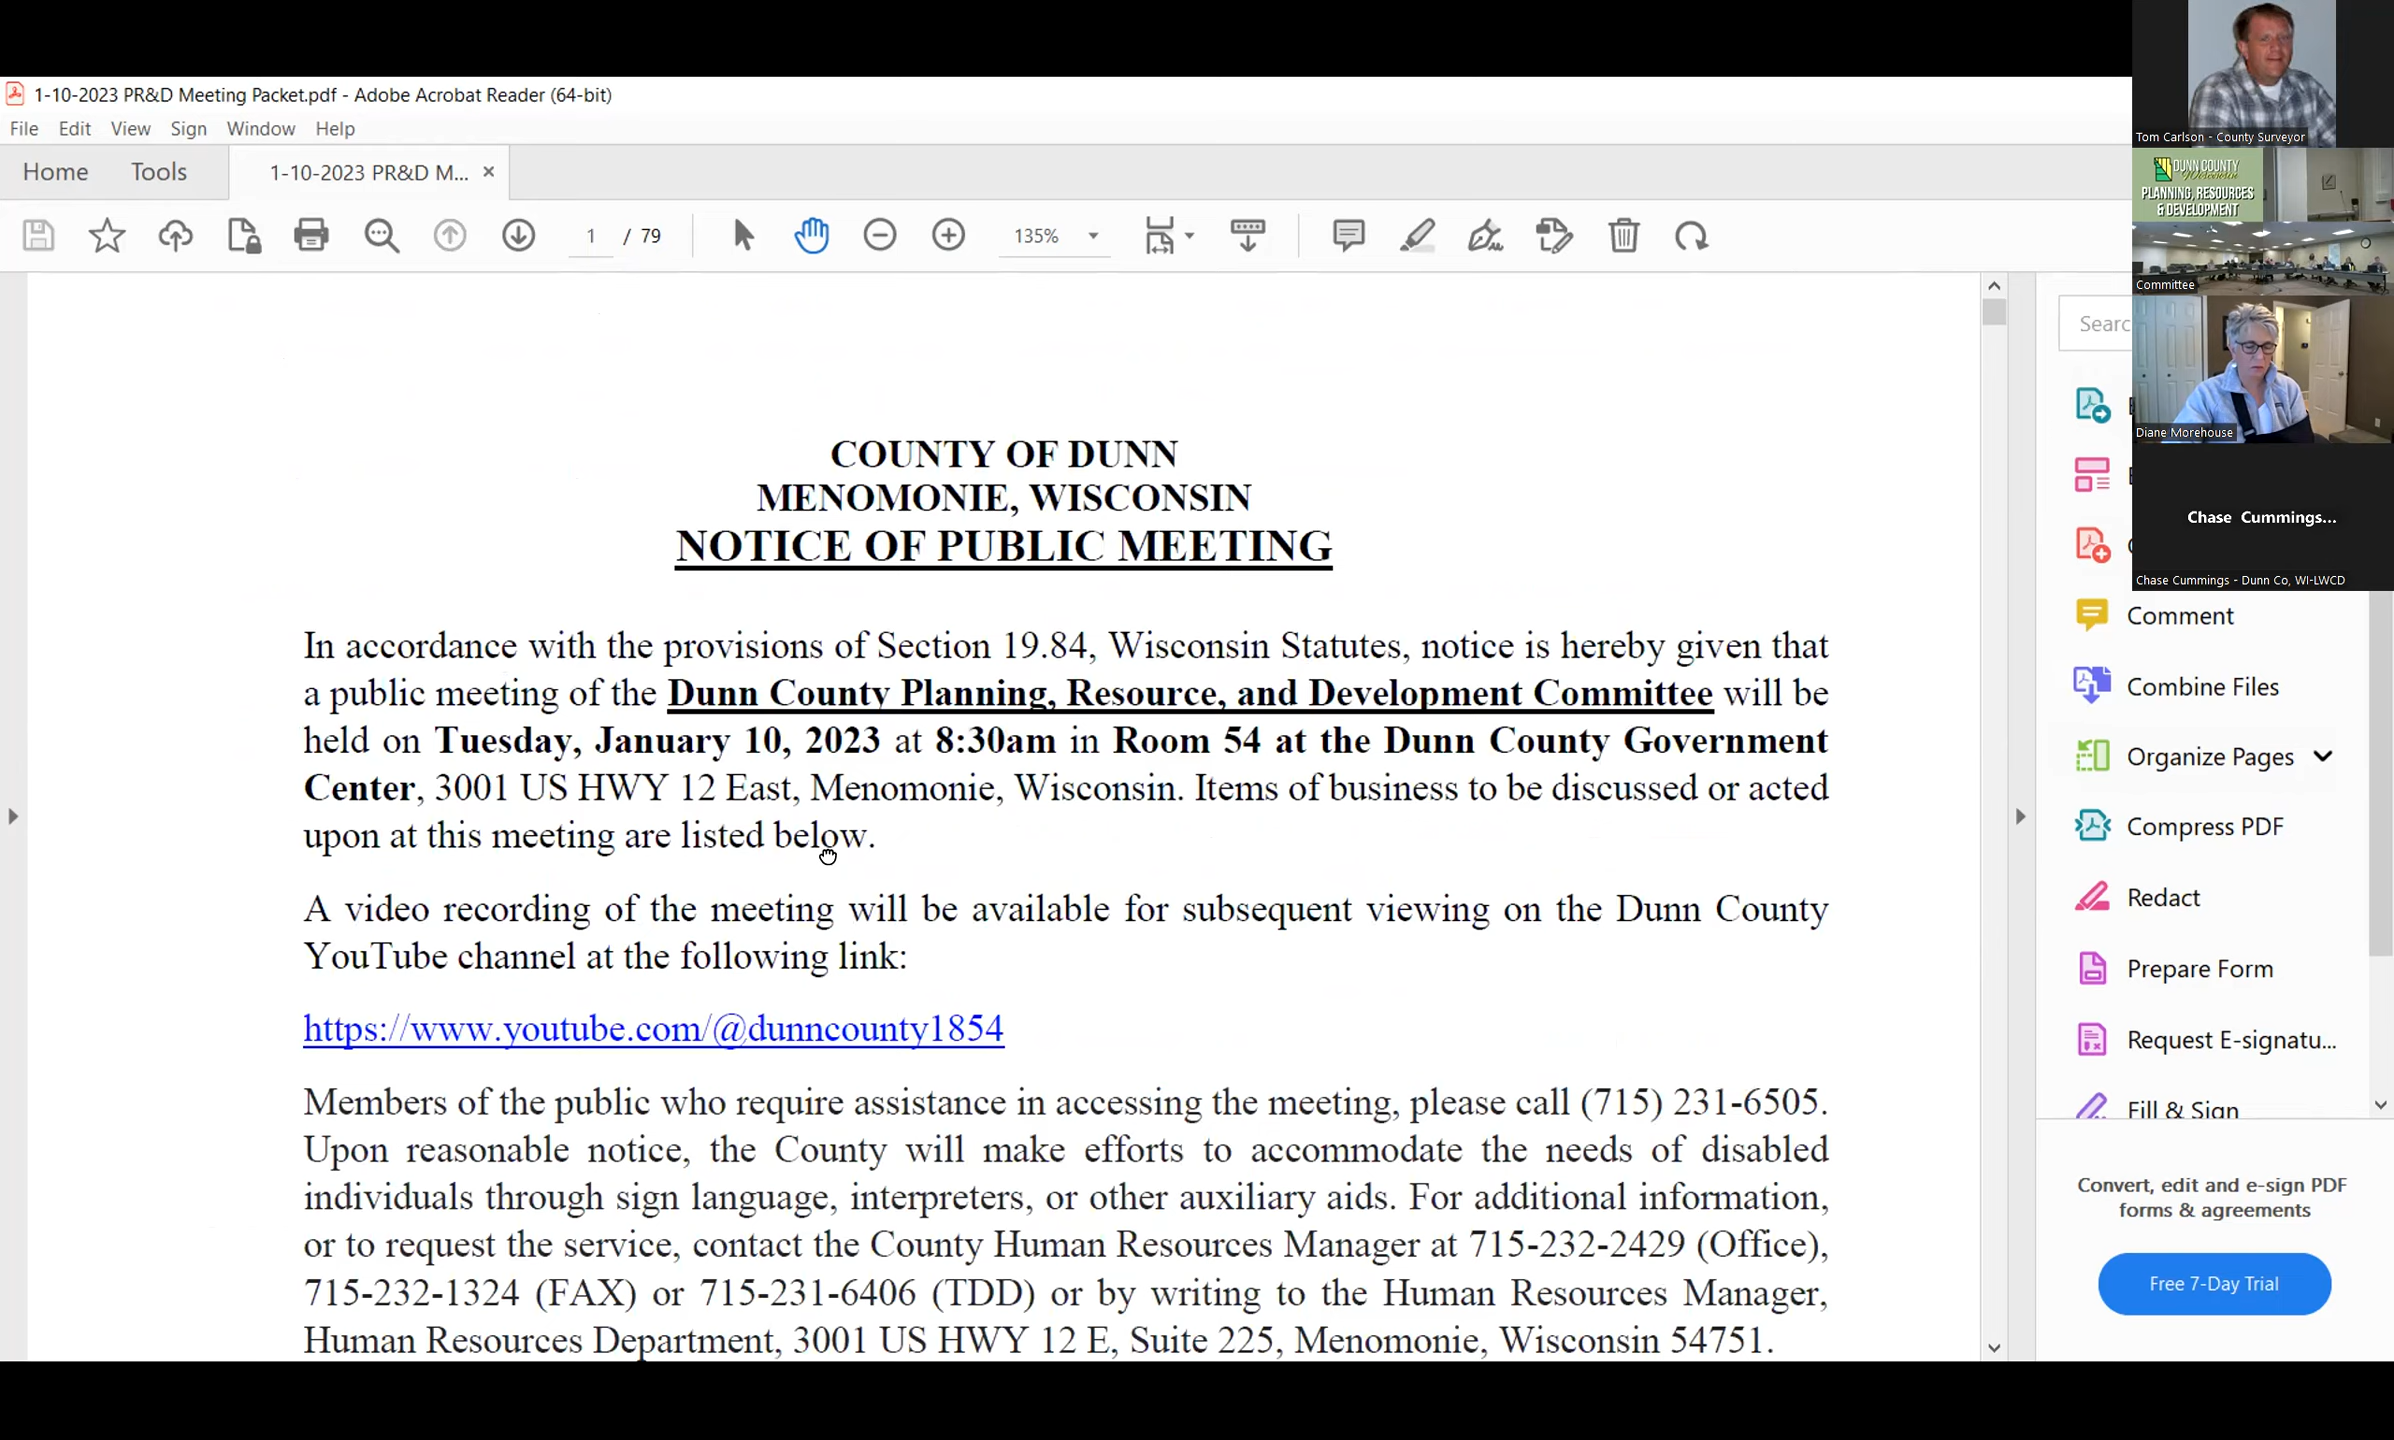 1-10-2023 PR&D Meeting Packet.pdf - Adobe Acrobat Reader (64-bit)
File Edit View Sign Window Help
Home Tools 1-10-2023 PR&D M... ×
1 / 79 135%
COUNTY OF DUNN
MENOMONIE, WISCONSIN
NOTICE OF PUBLIC MEETING
In accordance with the provisions of Section 19.84, Wisconsin Statutes, notice is hereby given that
a public meeting of the Dunn County Planning, Resource, and Development Committee will be
held on Tuesday, January 10, 2023 at 8:30am in Room 54 at the Dunn County Government
Center, 3001 US HWY 12 East, Menomonie, Wisconsin. Items of business to be discussed or acted
upon at this meeting are listed below.
A video recording of the meeting will be available for subsequent viewing on the Dunn County
YouTube channel at the following link:
https://www.youtube.com/@dunncounty1854
Members of the public who require assistance in accessing the meeting, please call (715) 231-6505.
Upon reasonable notice, the County will make efforts to accommodate the needs of disabled
individuals through sign language, interpreters, or other auxiliary aids. For additional information,
or to request the service, contact the County Human Resources Manager at 715-232-2429 (Office),
715-232-1324 (FAX) or 715-231-6406 (TDD) or by writing to the Human Resources Manager,
Human Resources Department, 3001 US HWY 12 E, Suite 225, Menomonie, Wisconsin 54751.
Tom Carlson - County Surveyor
DUNN COUNTY
Wisconsin
PLANNING, RESOURCES
& DEVELOPMENT
Committee
Searc
Diane Morehouse
Chase Cummings...
Chase Cummings - Dunn Co, WI-LWCD
Comment
Combine Files
Organize Pages
Compress PDF
Redact
Prepare Form
Request E-signatu...
Fill & Sign
Convert, edit and e-sign PDF
forms & agreements
Free 7-Day Trial